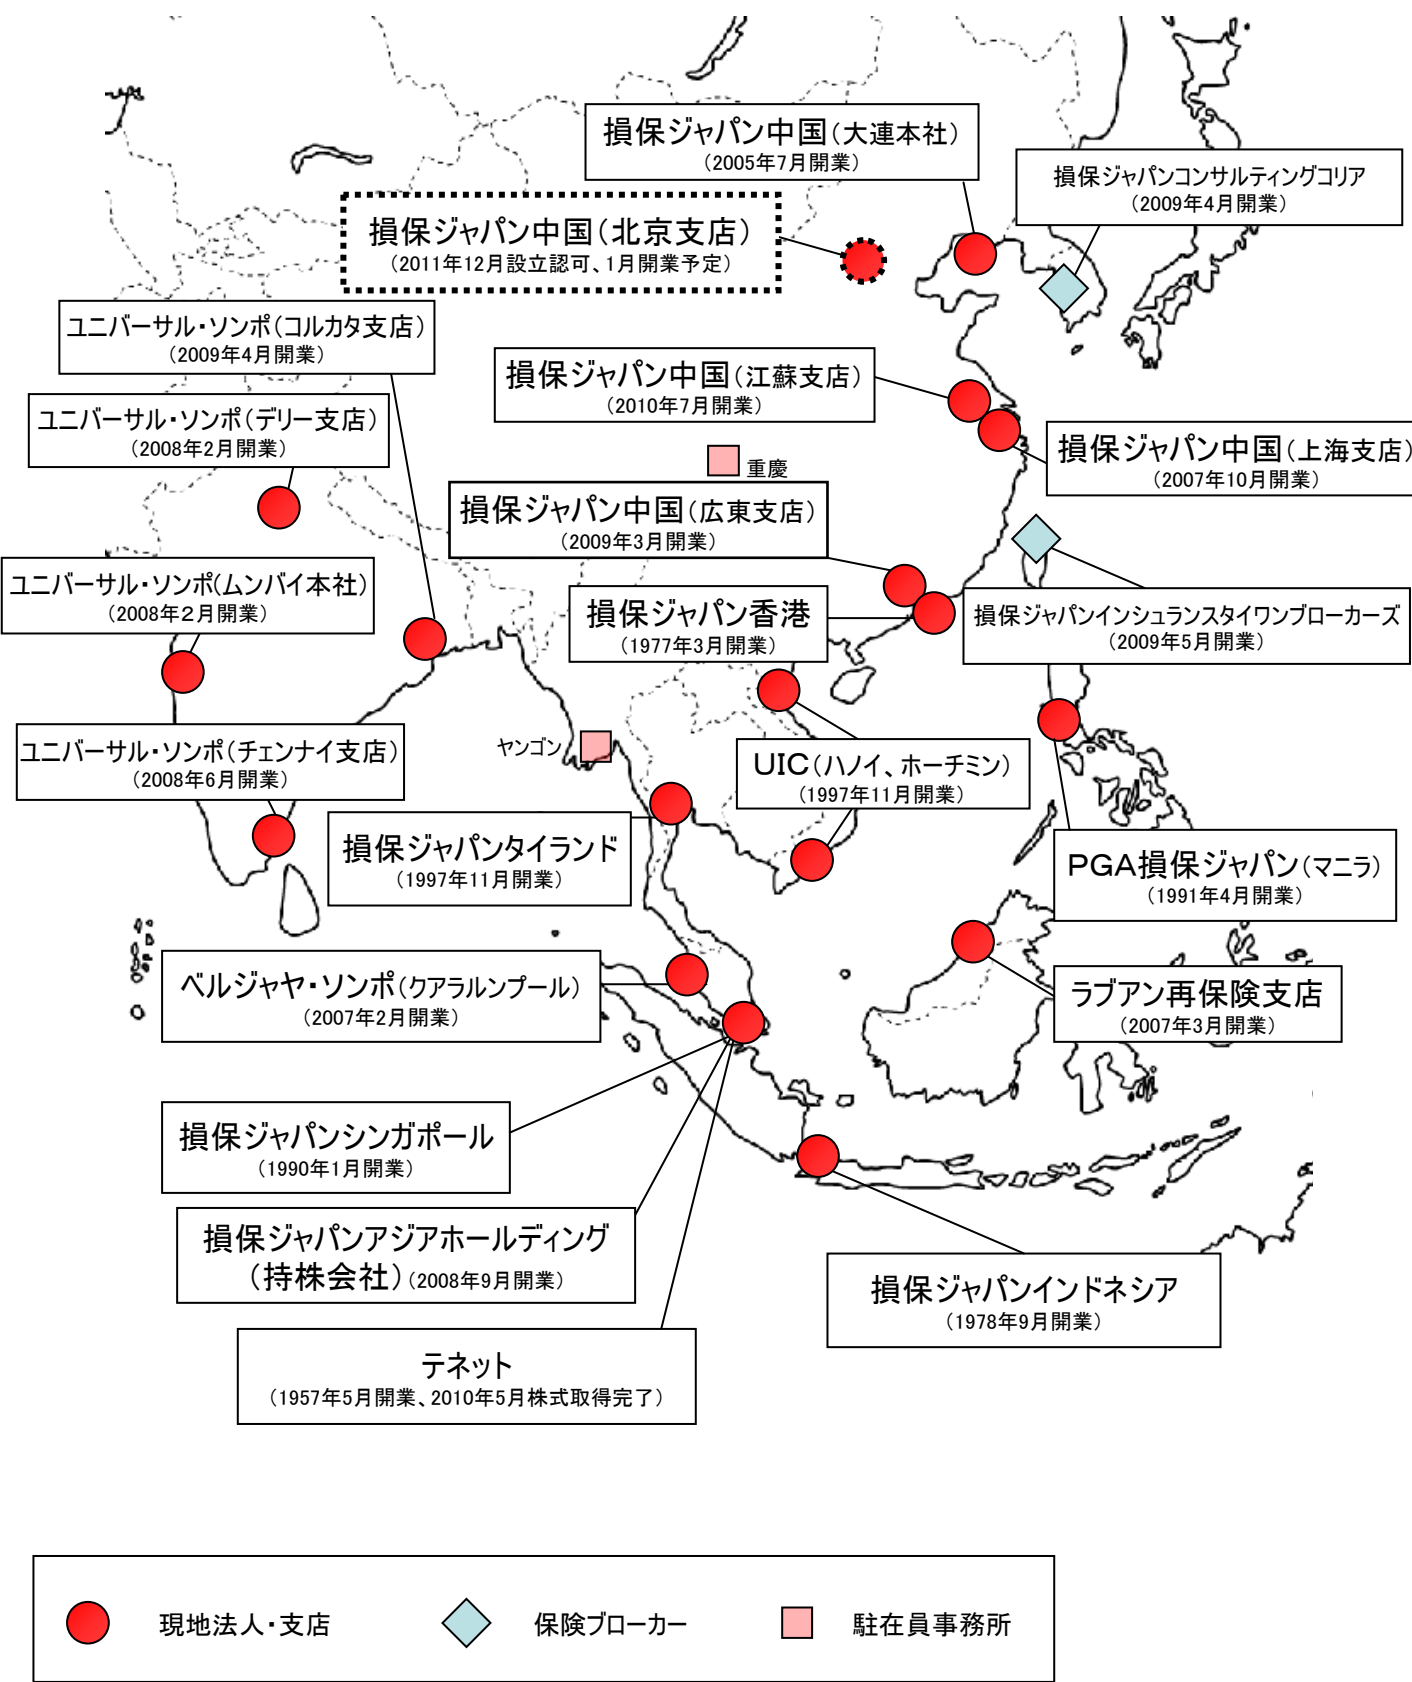 損保ジャパン中国（大連本社）
（2005年7月開業）
損保ジャパンコンサルティングコリア
（2009年4月開業）
損保ジャパン中国（北京支店）
（2011年12月設立認可、1月開業予定）
ユニバーサル・ソンポ（コルカタ支店）
（2009年4月開業）
損保ジャパン中国（江蘇支店）
（2010年7月開業）
ユニバーサル・ソンポ（デリー支店）
（2008年2月開業）
損保ジャパン中国（上海支店）
（2007年10月開業）
重慶
損保ジャパン中国（広東支店）
（2009年3月開業）
ユニバーサル・ソンポ（ムンバイ本社）
（2008年２月開業）
損保ジャパン香港
（1977年3月開業）
損保ジャパンインシュランスタイワンブローカーズ
（2009年5月開業）
ユニバーサル・ソンポ（チェンナイ支店）
（2008年6月開業）
ヤンゴン
ＵＩＣ（ハノイ、ホーチミン）
（1997年11月開業）
損保ジャパンタイランド
（1997年11月開業）
ＰＧＡ損保ジャパン（マニラ）
（1991年4月開業）
ベルジャヤ・ソンポ（クアラルンプール）
（2007年2月開業）
ラブアン再保険支店
（2007年3月開業）
損保ジャパンシンガポール
（1990年1月開業）
損保ジャパンアジアホールディング
（持株会社）（2008年9月開業）
損保ジャパンインドネシア
（1978年9月開業）
テネット
（1957年5月開業、2010年5月株式取得完了）
現地法人・支店
保険ブローカー
駐在員事務所